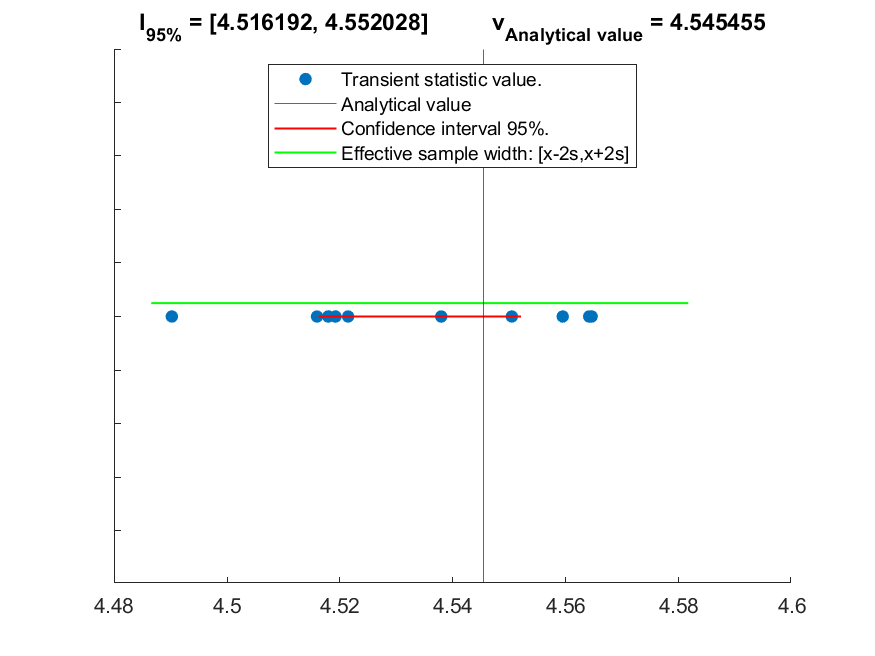 I95% = [4.516192, 4.552028] vAnalytical value = 4.545455
Transient statistic value.
Analytical value
Confidence interval 95%.
Effective sample width: [x-2s,x+2s]
4.48 4.5 4.52 4.54 4.56 4.58 4.6